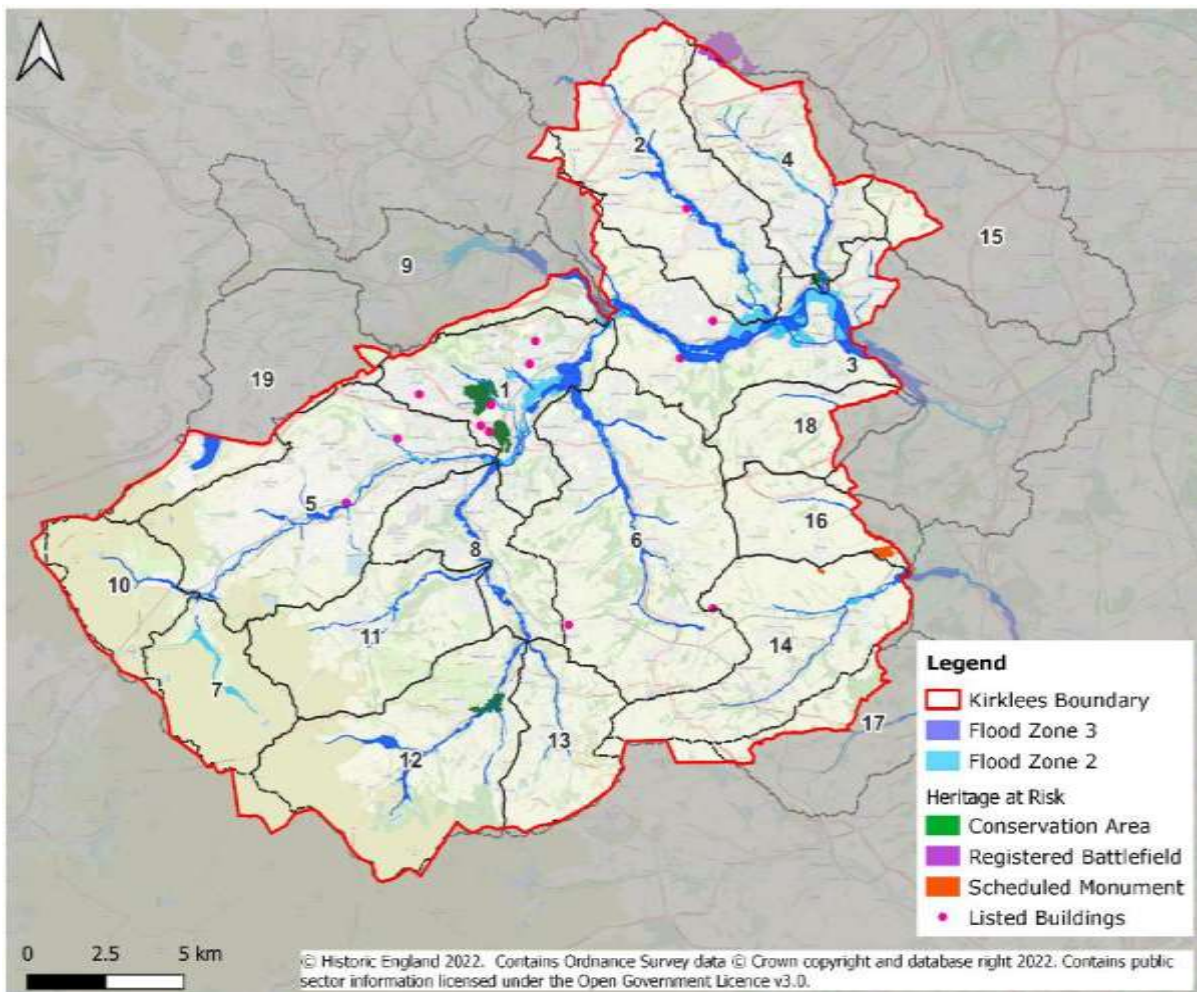 2
4
15
9
3
19
1
18
5
16
6
8
10
11
14
7
17
13
12
Legend
Kirklees Boundary
Flood Zone 3
Flood Zone 2
Heritage at Risk
Conservation Area
Registered Battlefield
Scheduled Monument
Listed Buildings
0 2.5 5 km
© Historic England 2022. Contains Ordnance Survey data © Crown copyright and database right 2022. Contains public
sector information licensed under the Open Government Licence v3.0.